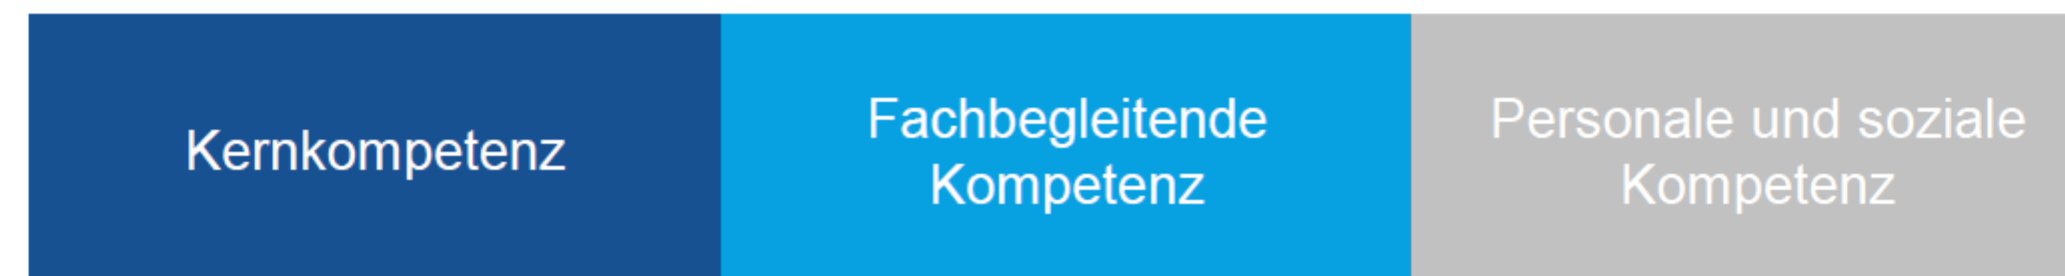 Kernkompetenz
Fachbegleitende
Kompetenz
Personale und soziale
Kompetenz